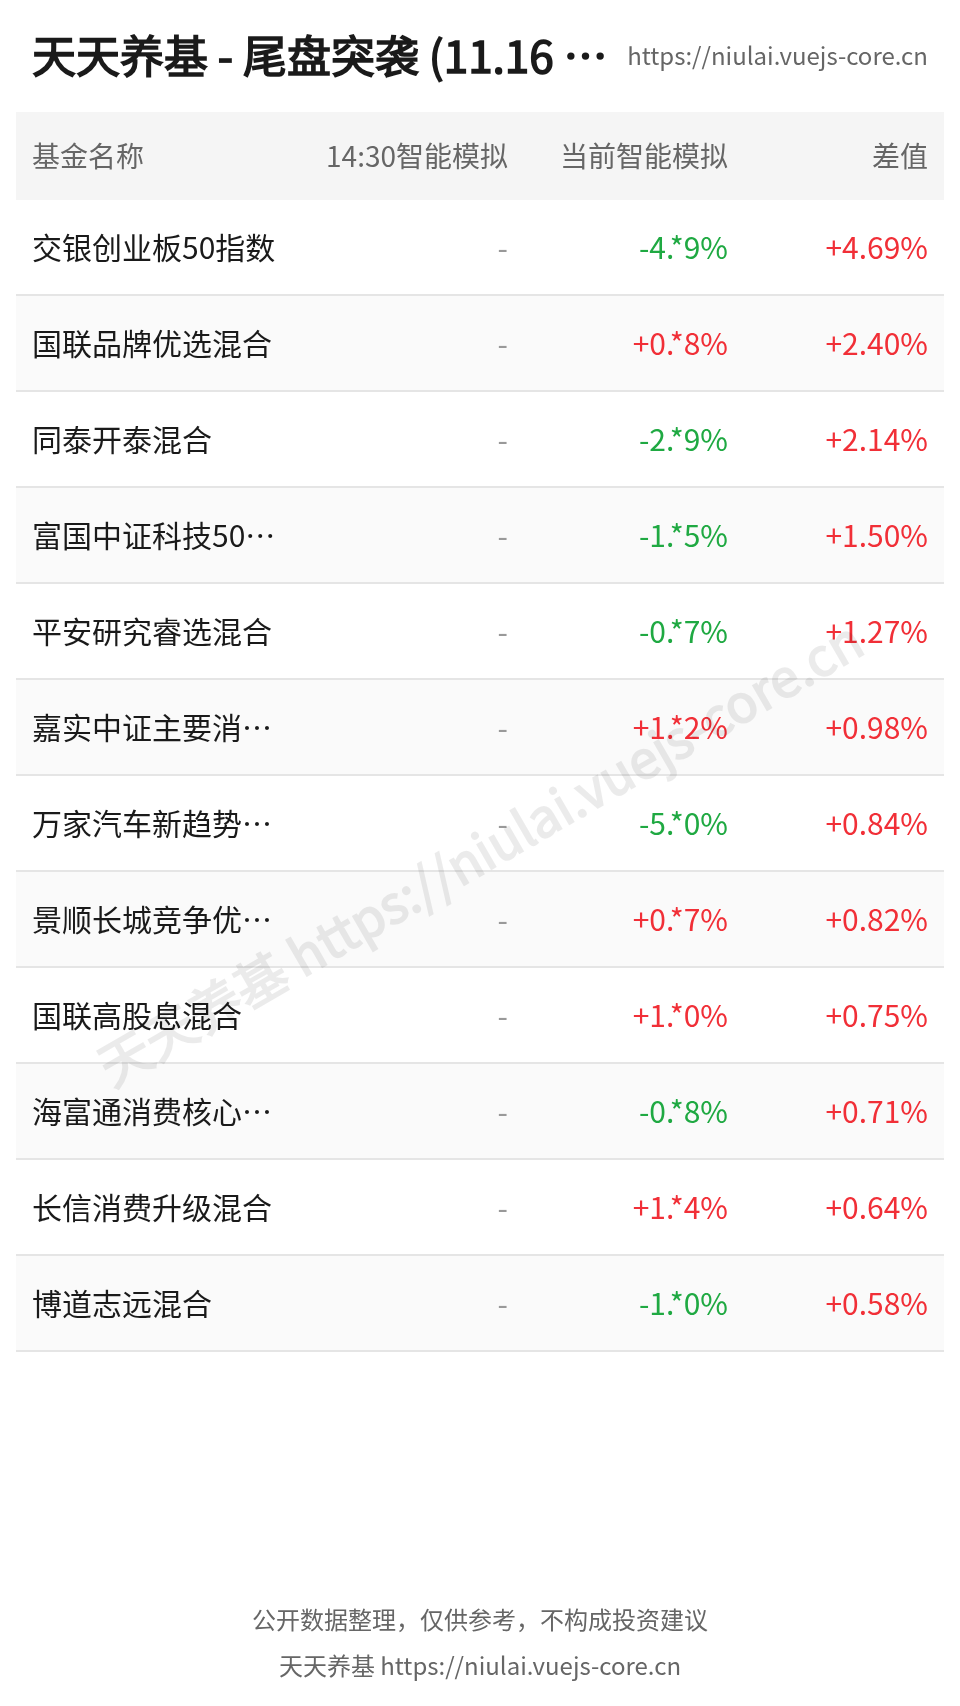 天天养基 - 尾盘突袭 (11.16 … https://niulai.vuejs-core.cn
基金名称 14:30智能模拟 当前智能模拟 差值
交银创业板50指数 - -4.*9% +4.69%
国联品牌优选混合 - +0.*8% +2.40%
同泰开泰混合 - -2.*9% +2.14%
富国中证科技50… - -1.*5% +1.50%
平安研究睿选混合 - -0.*7% +1.27%
嘉实中证主要消… - +1.*2% +0.98%
万家汽车新趋势… - -5.*0% +0.84%
景顺长城竞争优… - +0.*7% +0.82%
国联高股息混合 - +1.*0% +0.75%
海富通消费核心… - -0.*8% +0.71%
长信消费升级混合 - +1.*4% +0.64%
博道志远混合 - -1.*0% +0.58%
天天养基 https://niulai.vuejs-core.cn
公开数据整理，仅供参考，不构成投资建议
天天养基 https://niulai.vuejs-core.cn